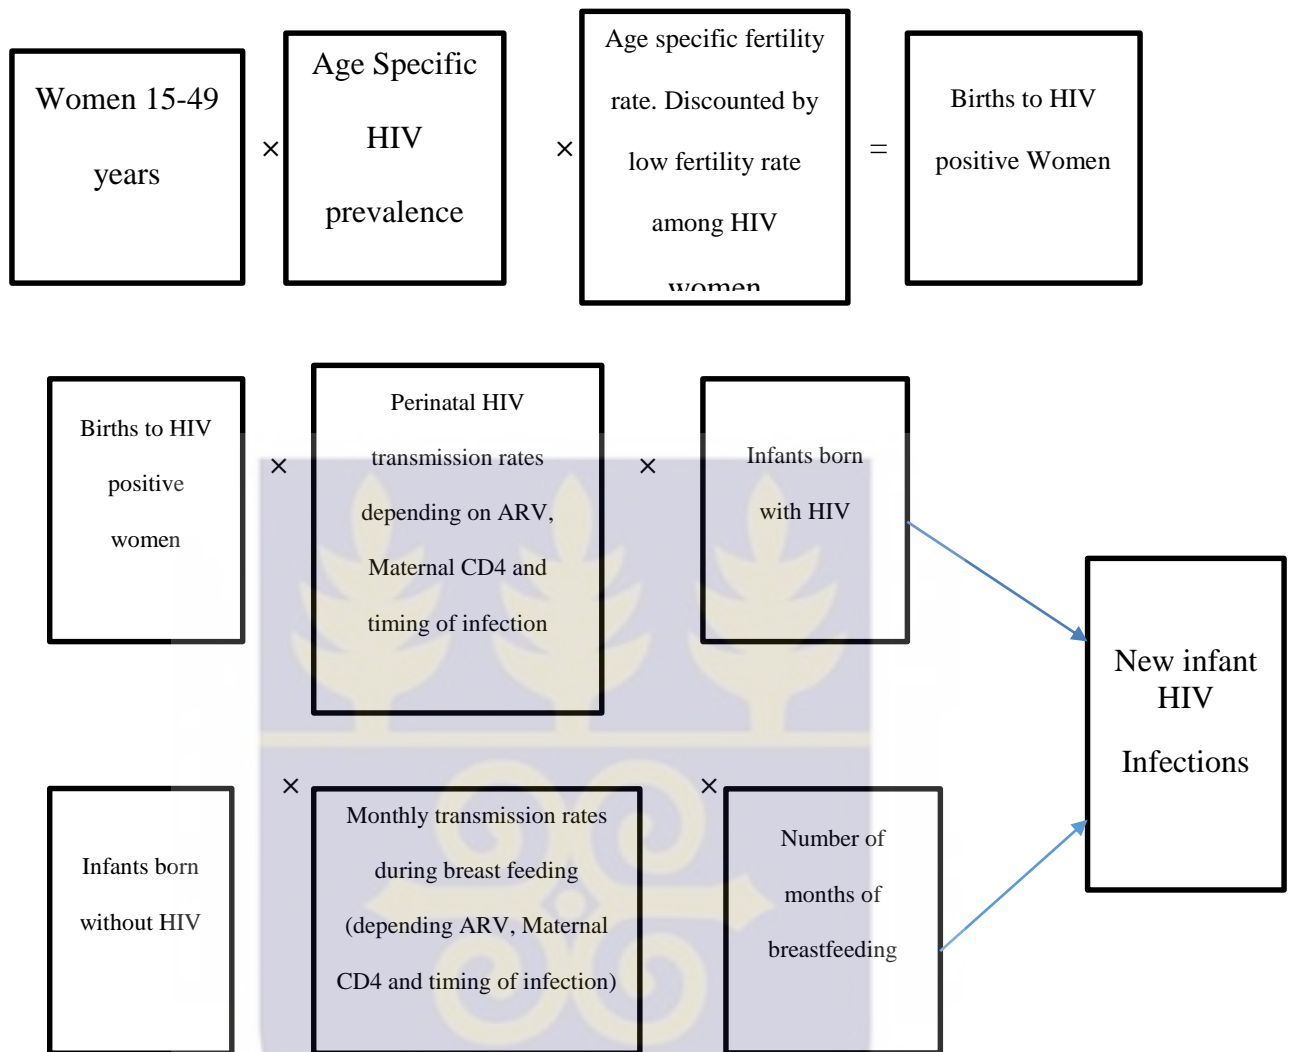 Women 15-49
years
×
Age Specific
HIV
prevalence
×
Age specific fertility
rate. Discounted by
low fertility rate
among HIV
women
=
Births to HIV
positive Women
Births to HIV
positive
women
×
Perinatal HIV
transmission rates
depending on ARV,
Maternal CD4 and
timing of infection
×
Infants born
with HIV
New infant
HIV
Infections
Infants born
without HIV
×
Monthly transmission rates
during breast feeding
(depending ARV, Maternal
CD4 and timing of infection)
×
Number of
months of
breastfeeding